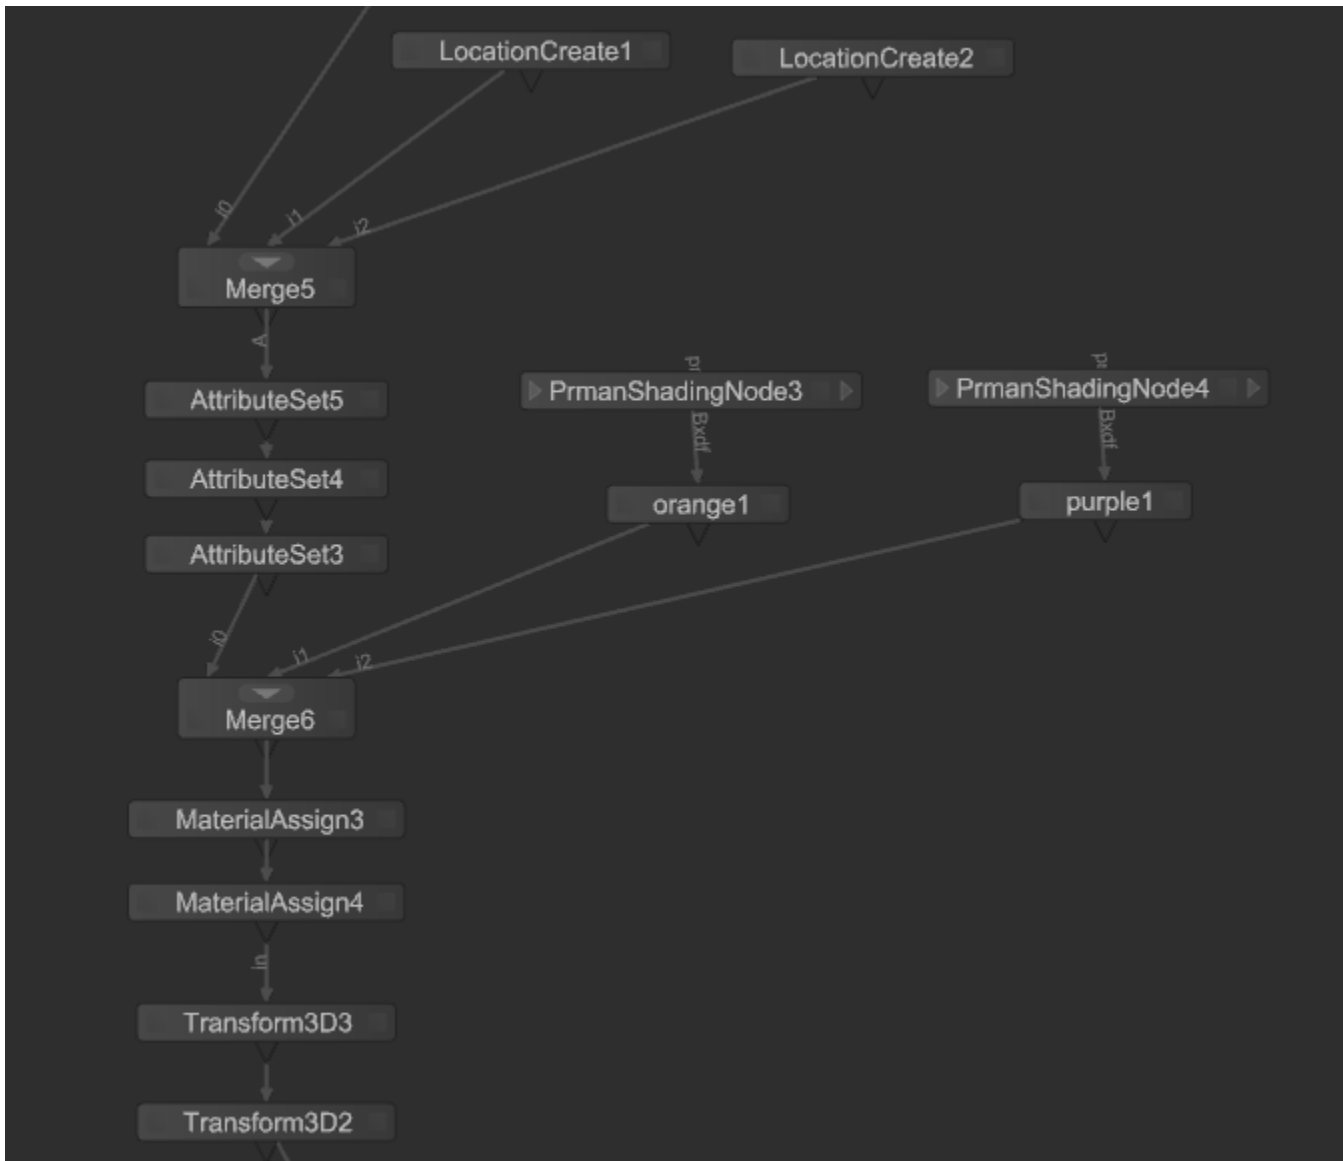 LocationCreate1
LocationCreate2
i0
i1
i2
Merge5
A
AttributeSet5
PrmanShadingNode3
PrmanShadingNode4
Bxdf
Bxdf
AttributeSet4
orange1
purple1
AttributeSet3
i0
i1
i2
Merge6
MaterialAssign3
MaterialAssign4
in
Transform3D3
Transform3D2